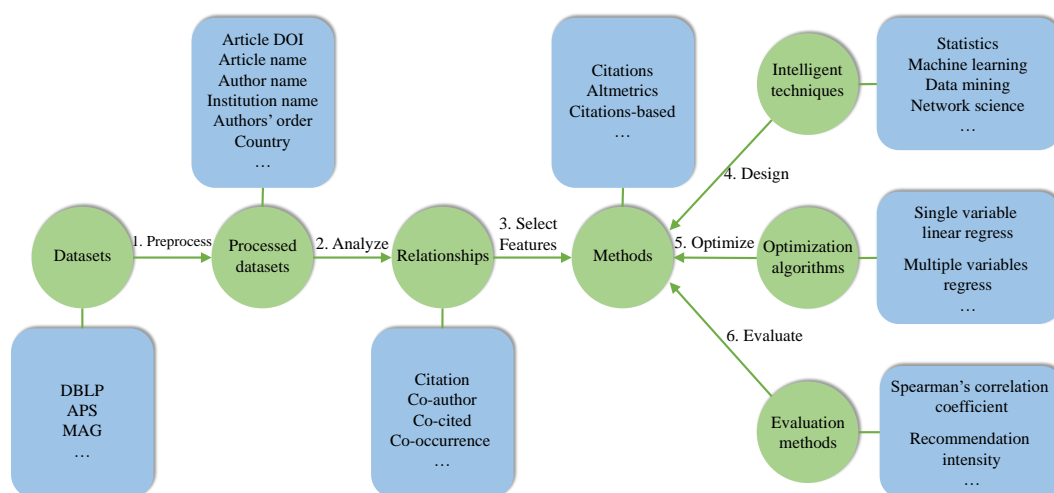 Article DOI
Article name
Author name
Institution name
Authors' order
Country
…
Citations
Altmetrics
Citations-based
…
Intelligent
techniques
Statistics
Machine learning
Data mining
Network science
…
4. Design
Datasets
1. Preprocess
Processed
datasets
2. Analyze
Relationships
3. Select
Features
Methods
5. Optimize
Optimization
algorithms
Single variable
linear regress
Multiple variables
regress
…
6. Evaluate
DBLP
APS
MAG
…
Citation
Co-author
Co-cited
Co-occurrence
…
Evaluation
methods
Spearman's correlation
coefficient
Recommendation
intensity
…